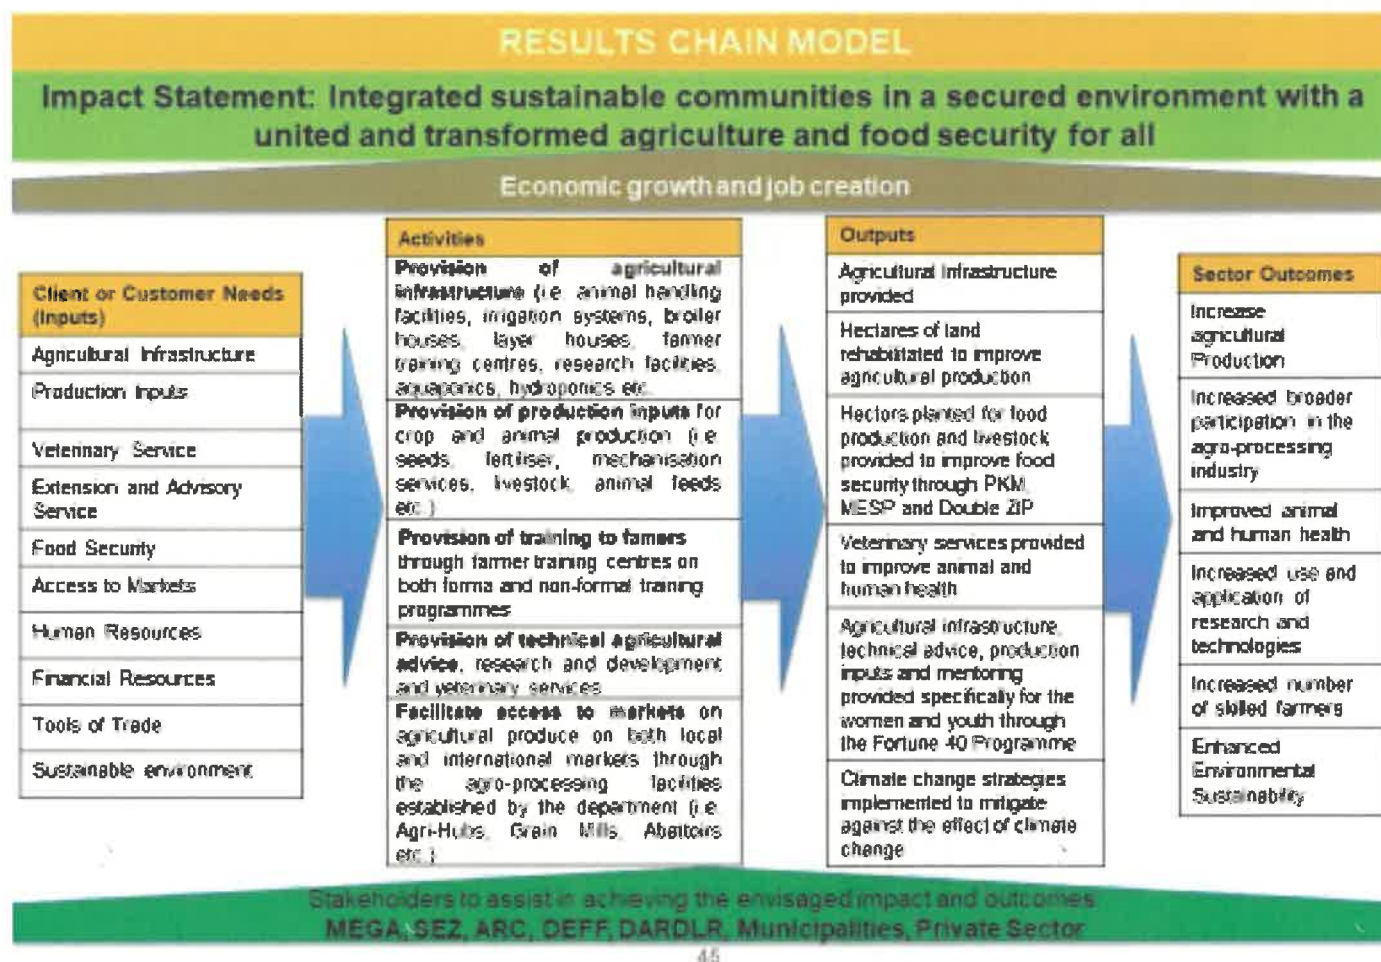 RESULTS CHAIN MODEL
Impact Statement: Integrated sustainable communities in a secured environment with a
united and transformed agriculture and food security for all
Economic growth and job creation
Client or Customer Needs
(Inputs)
Agricultural Infrastructure
Production Inputs
Veterinary Service
Extension and Advisory
Service
Food Security
Access to Markets
Human Resources
Financial Resources
Tools of Trade
Sustainable environment
Activities
Provision of agricultural
infrastructure (i.e. animal handling
facilities, irrigation systems, broiler
houses, layer houses, farmer
training centres, research facilities,
aquaponics, hydroponics etc.
Provision of production inputs for
crop and animal production (i.e.
seeds, fertiliser, mechanisation
services, livestock, animal feeds
etc.)
Provision of training to famers
through farmer training centres on
both forma and non-formal training
programmes
Provision of technical agricultural
advice, research and development
and veterinary services
Facilitate access to markets on
agricultural produce on both local
and international markets through
the agro-processing facilities
established by the department (i.e.
Agri-Hubs, Grain Mills, Abattoirs
etc.)
Outputs
Agricultural Infrastructure
provided
Hectares of land
rehabilitated to improve
agricultural production
Hectors planted for food
production and livestock
provided to improve food
security through PKM,
MESP and Double ZIP
Veterinary services provided
to improve animal and
human health
Agricultural infrastructure,
technical advice, production
inputs and mentoring
provided specifically for the
women and youth through
the Fortune 40 Programme
Climate change strategies
implemented to mitigate
against the effect of climate
change
Sector Outcomes
Increase
agricultural
Production
Increased broader
participation in the
agro-processing
industry
Improved animal
and human health
Increased use and
application of
research and
technologies
Increased number
of skilled farmers
Enhanced
Environmental
Sustainability
Stakeholders to assist in achieving the envisaged impact and outcomes
MEGA, SEZ, ARC, DEFF, DARDLR, Municipalities, Private Sector
45